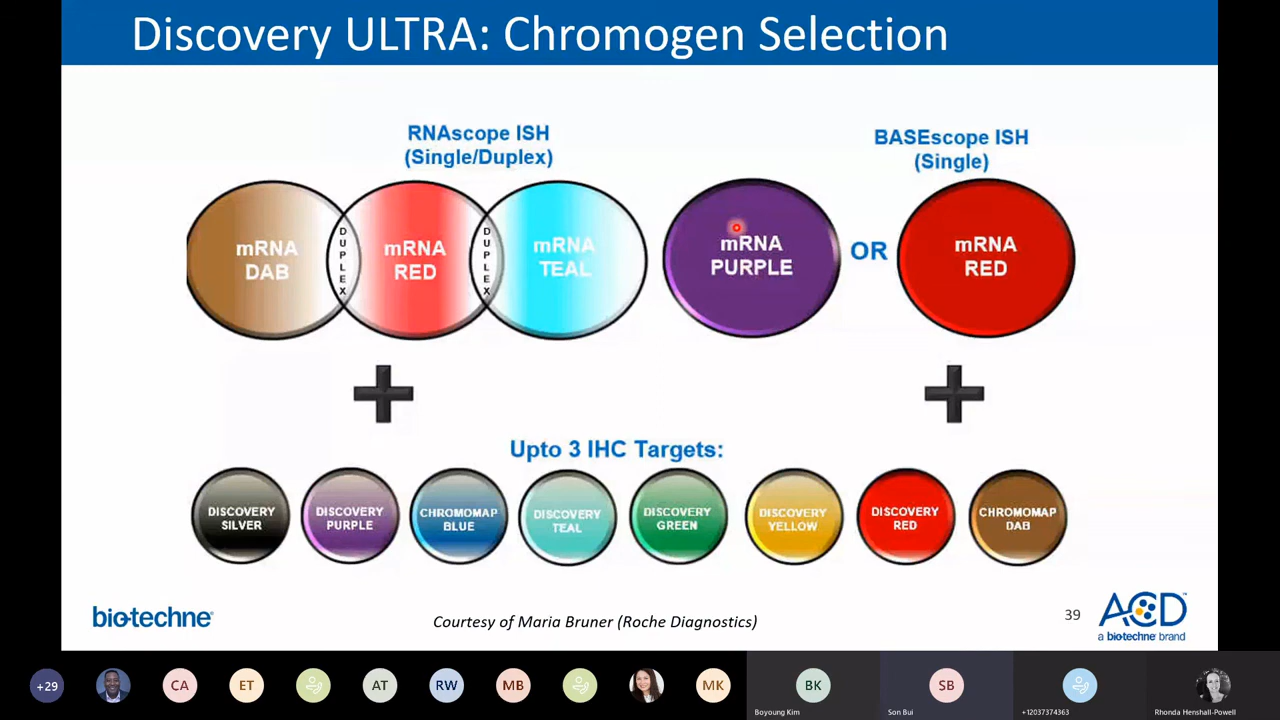 Discovery ULTRA: Chromogen Selection
RNAscope ISH
(Single/Duplex)
BASEscope ISH
(Single)
mRNA
DAB
DUPLEX
mRNA
RED
DUPLEX
mRNA
TEAL
mRNA
PURPLE
OR
mRNA
RED
Upto 3 IHC Targets:
DISCOVERY
SILVER
DISCOVERY
PURPLE
CHROMOMAP
BLUE
DISCOVERY
TEAL
DISCOVERY
GREEN
DISCOVERY
YELLOW
DISCOVERY
RED
CHROMOMAP
DAB
bio-techne®
Courtesy of Maria Bruner (Roche Diagnostics)
39
ACD™
a biotechne brand
+29
CA
ET
AT
RW
MB
MK
BK
Boyoung Kim
SB
Son Bui
+12037374363
Rhonda Henshall-Powell